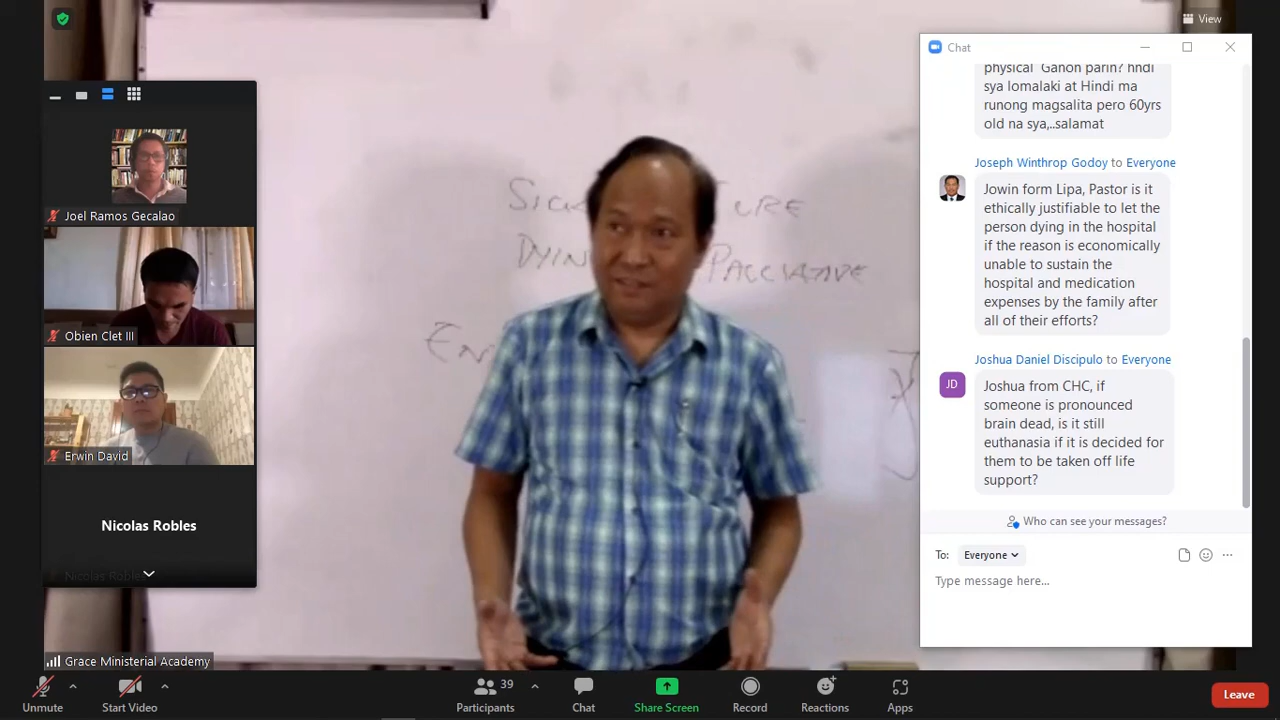 View
Joel Ramos Gecalao
Obien Clet III
Erwin David
Nicolas Robles
Nicolas Robles
Grace Ministerial Academy
DYIN
PALLIATIVE
Chat
physical Ganon parin? hndi
sya lomalaki at Hindi ma
runong magsalita pero 60yrs
old na sya,..salamat
Joseph Winthrop Godoy to Everyone
Jowin form Lipa, Pastor is it
ethically justifiable to let the
person dying in the hospital
if the reason is economically
unable to sustain the
hospital and medication
expenses by the family after
all of their efforts?
Joshua Daniel Discipulo to Everyone
JD
Joshua from CHC, if
someone is pronounced
brain dead, is it still
euthanasia if it is decided for
them to be taken off life
support?
Who can see your messages?
To: Everyone
Type message here...
Unmute
Start Video
39
Participants
Chat
Share Screen
Record
Reactions
Apps
Leave